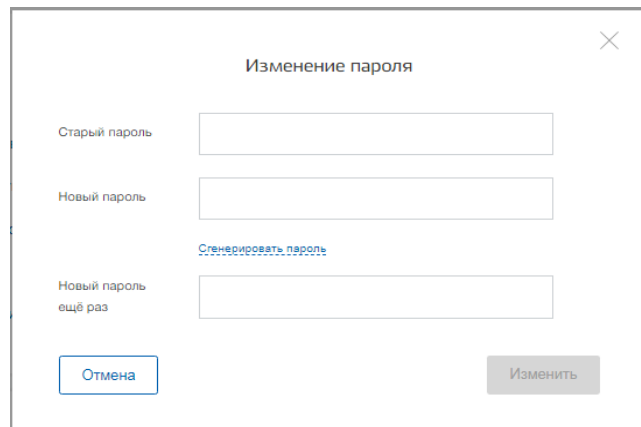 Изменение пароля
Старый пароль
Новый пароль
Сгенерировать пароль
Новый пароль
ещё раз
Отмена
Изменить